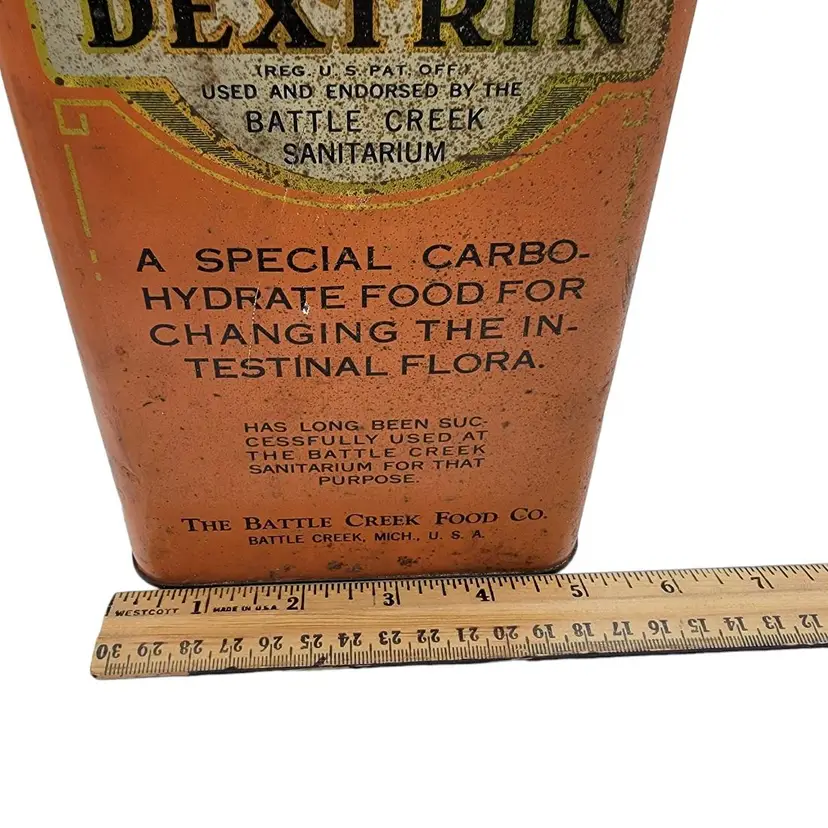 DEXTRIN
(REG. U. S. PAT. OFF.)
USED AND ENDORSED BY THE
BATTLE CREEK
SANITARIUM
A SPECIAL CARBO-
HYDRATE FOOD FOR
CHANGING THE IN-
TESTINAL FLORA.
HAS LONG BEEN SUC-
CESSFULLY USED AT
THE BATTLE CREEK
SANITARIUM FOR THAT
PURPOSE.
THE BATTLE CREEK FOOD CO.
BATTLE CREEK, MICH., U. S. A.
WESTCOTT 1 MADE IN U.S.A. 2 3 4 5 6 7
30 29 28 27 26 25 24 23 22 21 20 19 18 17 16 15 14 13 12